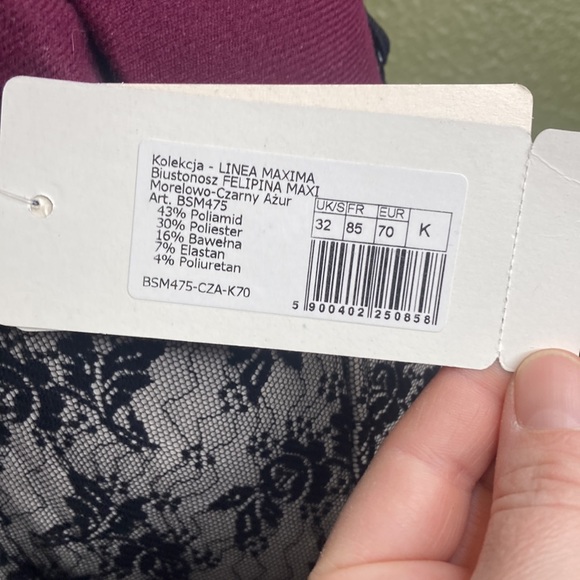 Kolekcja - LINEA MAXIMA
Biustonosz FELIPINA MAXI
Morelowo-Czarny Ażur
Art. BSM475
43% Poliamid
30% Poliester
16% Bawełna
7% Elastan
4% Poliuretan
BSM475-CZA-K70
UK/S FR EUR
32 85 70 K
5 900402 250858